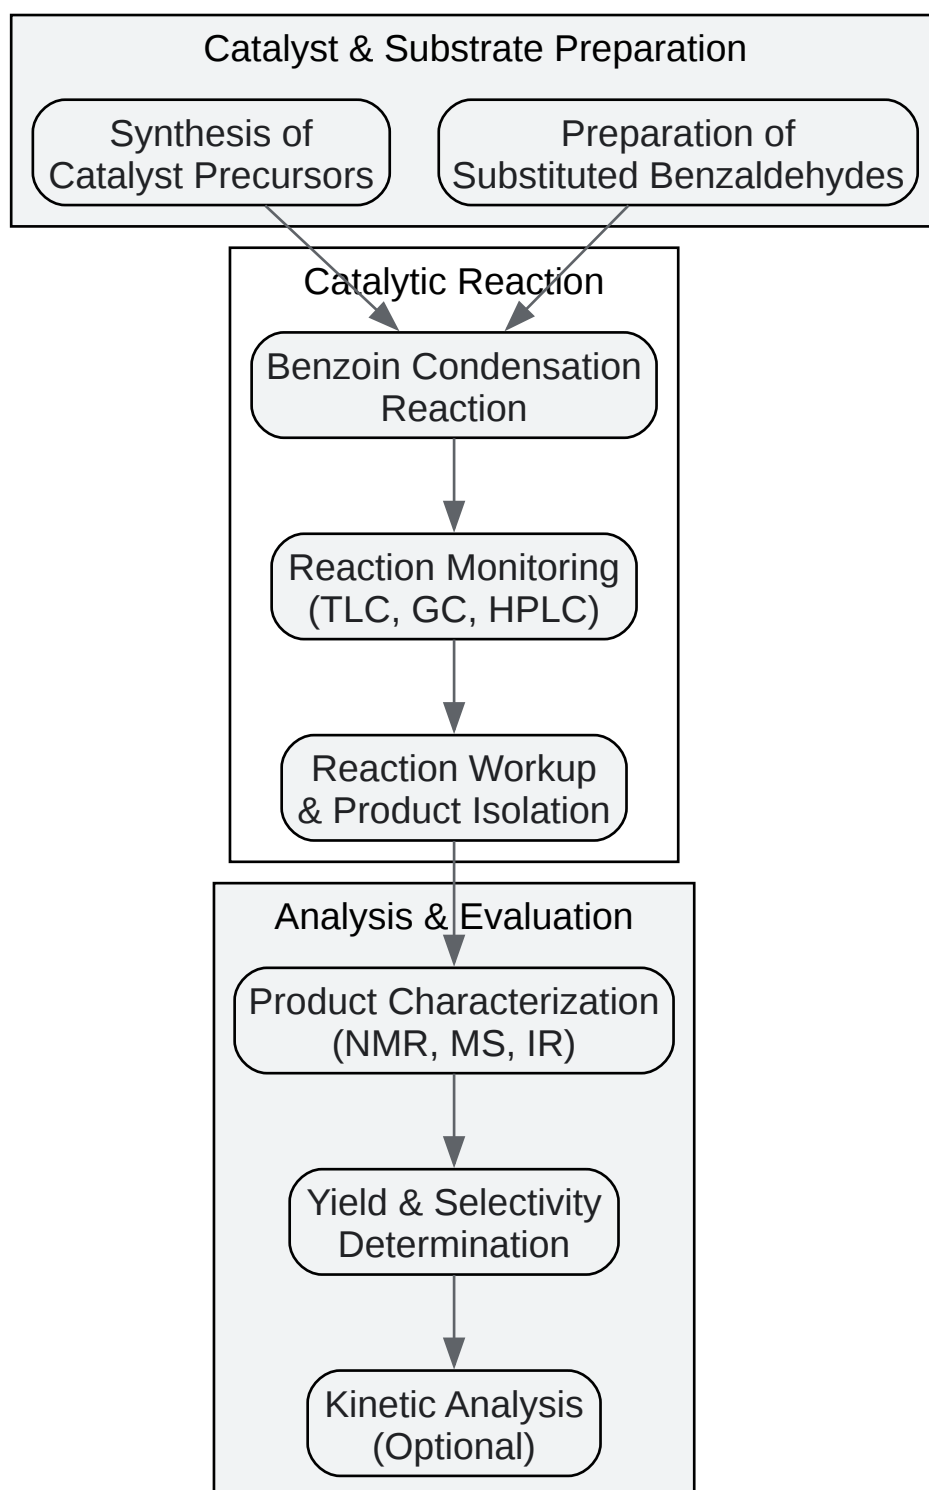 Catalyst & Substrate Preparation
Synthesis of
Catalyst Precursors
Preparation of
Substituted Benzaldehydes
Catalytic Reaction
Benzoin Condensation
Reaction
Reaction Monitoring
(TLC, GC, HPLC)
Reaction Workup
& Product Isolation
Analysis & Evaluation
Product Characterization
(NMR, MS, IR)
Yield & Selectivity
Determination
Kinetic Analysis
(Optional)